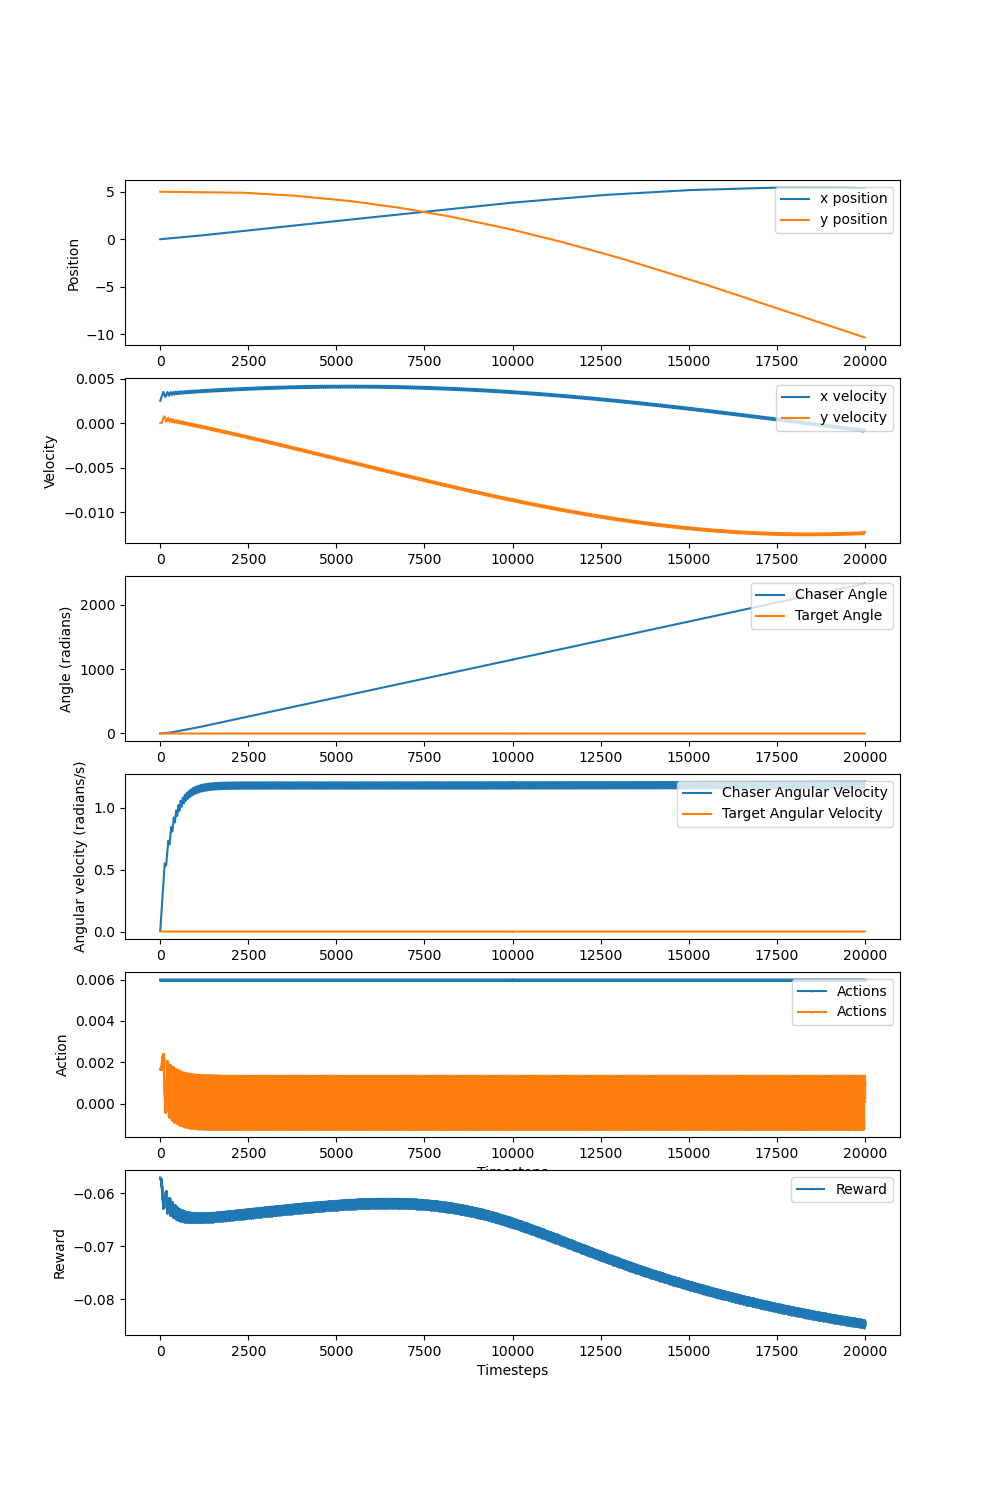 Position
5
0
−5
−10
x position
y position
0 2500 5000 7500 10000 12500 15000 17500 20000
Velocity
0.005
0.000
−0.005
−0.010
x velocity
y velocity
0 2500 5000 7500 10000 12500 15000 17500 20000
Angle (radians)
2000
1000
0
Chaser Angle
Target Angle
0 2500 5000 7500 10000 12500 15000 17500 20000
Angular velocity (radians/s)
1.0
0.5
0.0
Chaser Angular Velocity
Target Angular Velocity
0 2500 5000 7500 10000 12500 15000 17500 20000
Action
0.006
0.004
0.002
0.000
Actions
Actions
0 2500 5000 7500 10000 12500 15000 17500 20000
Timesteps
Reward
−0.06
−0.07
−0.08
Reward
0 2500 5000 7500 10000 12500 15000 17500 20000
Timesteps